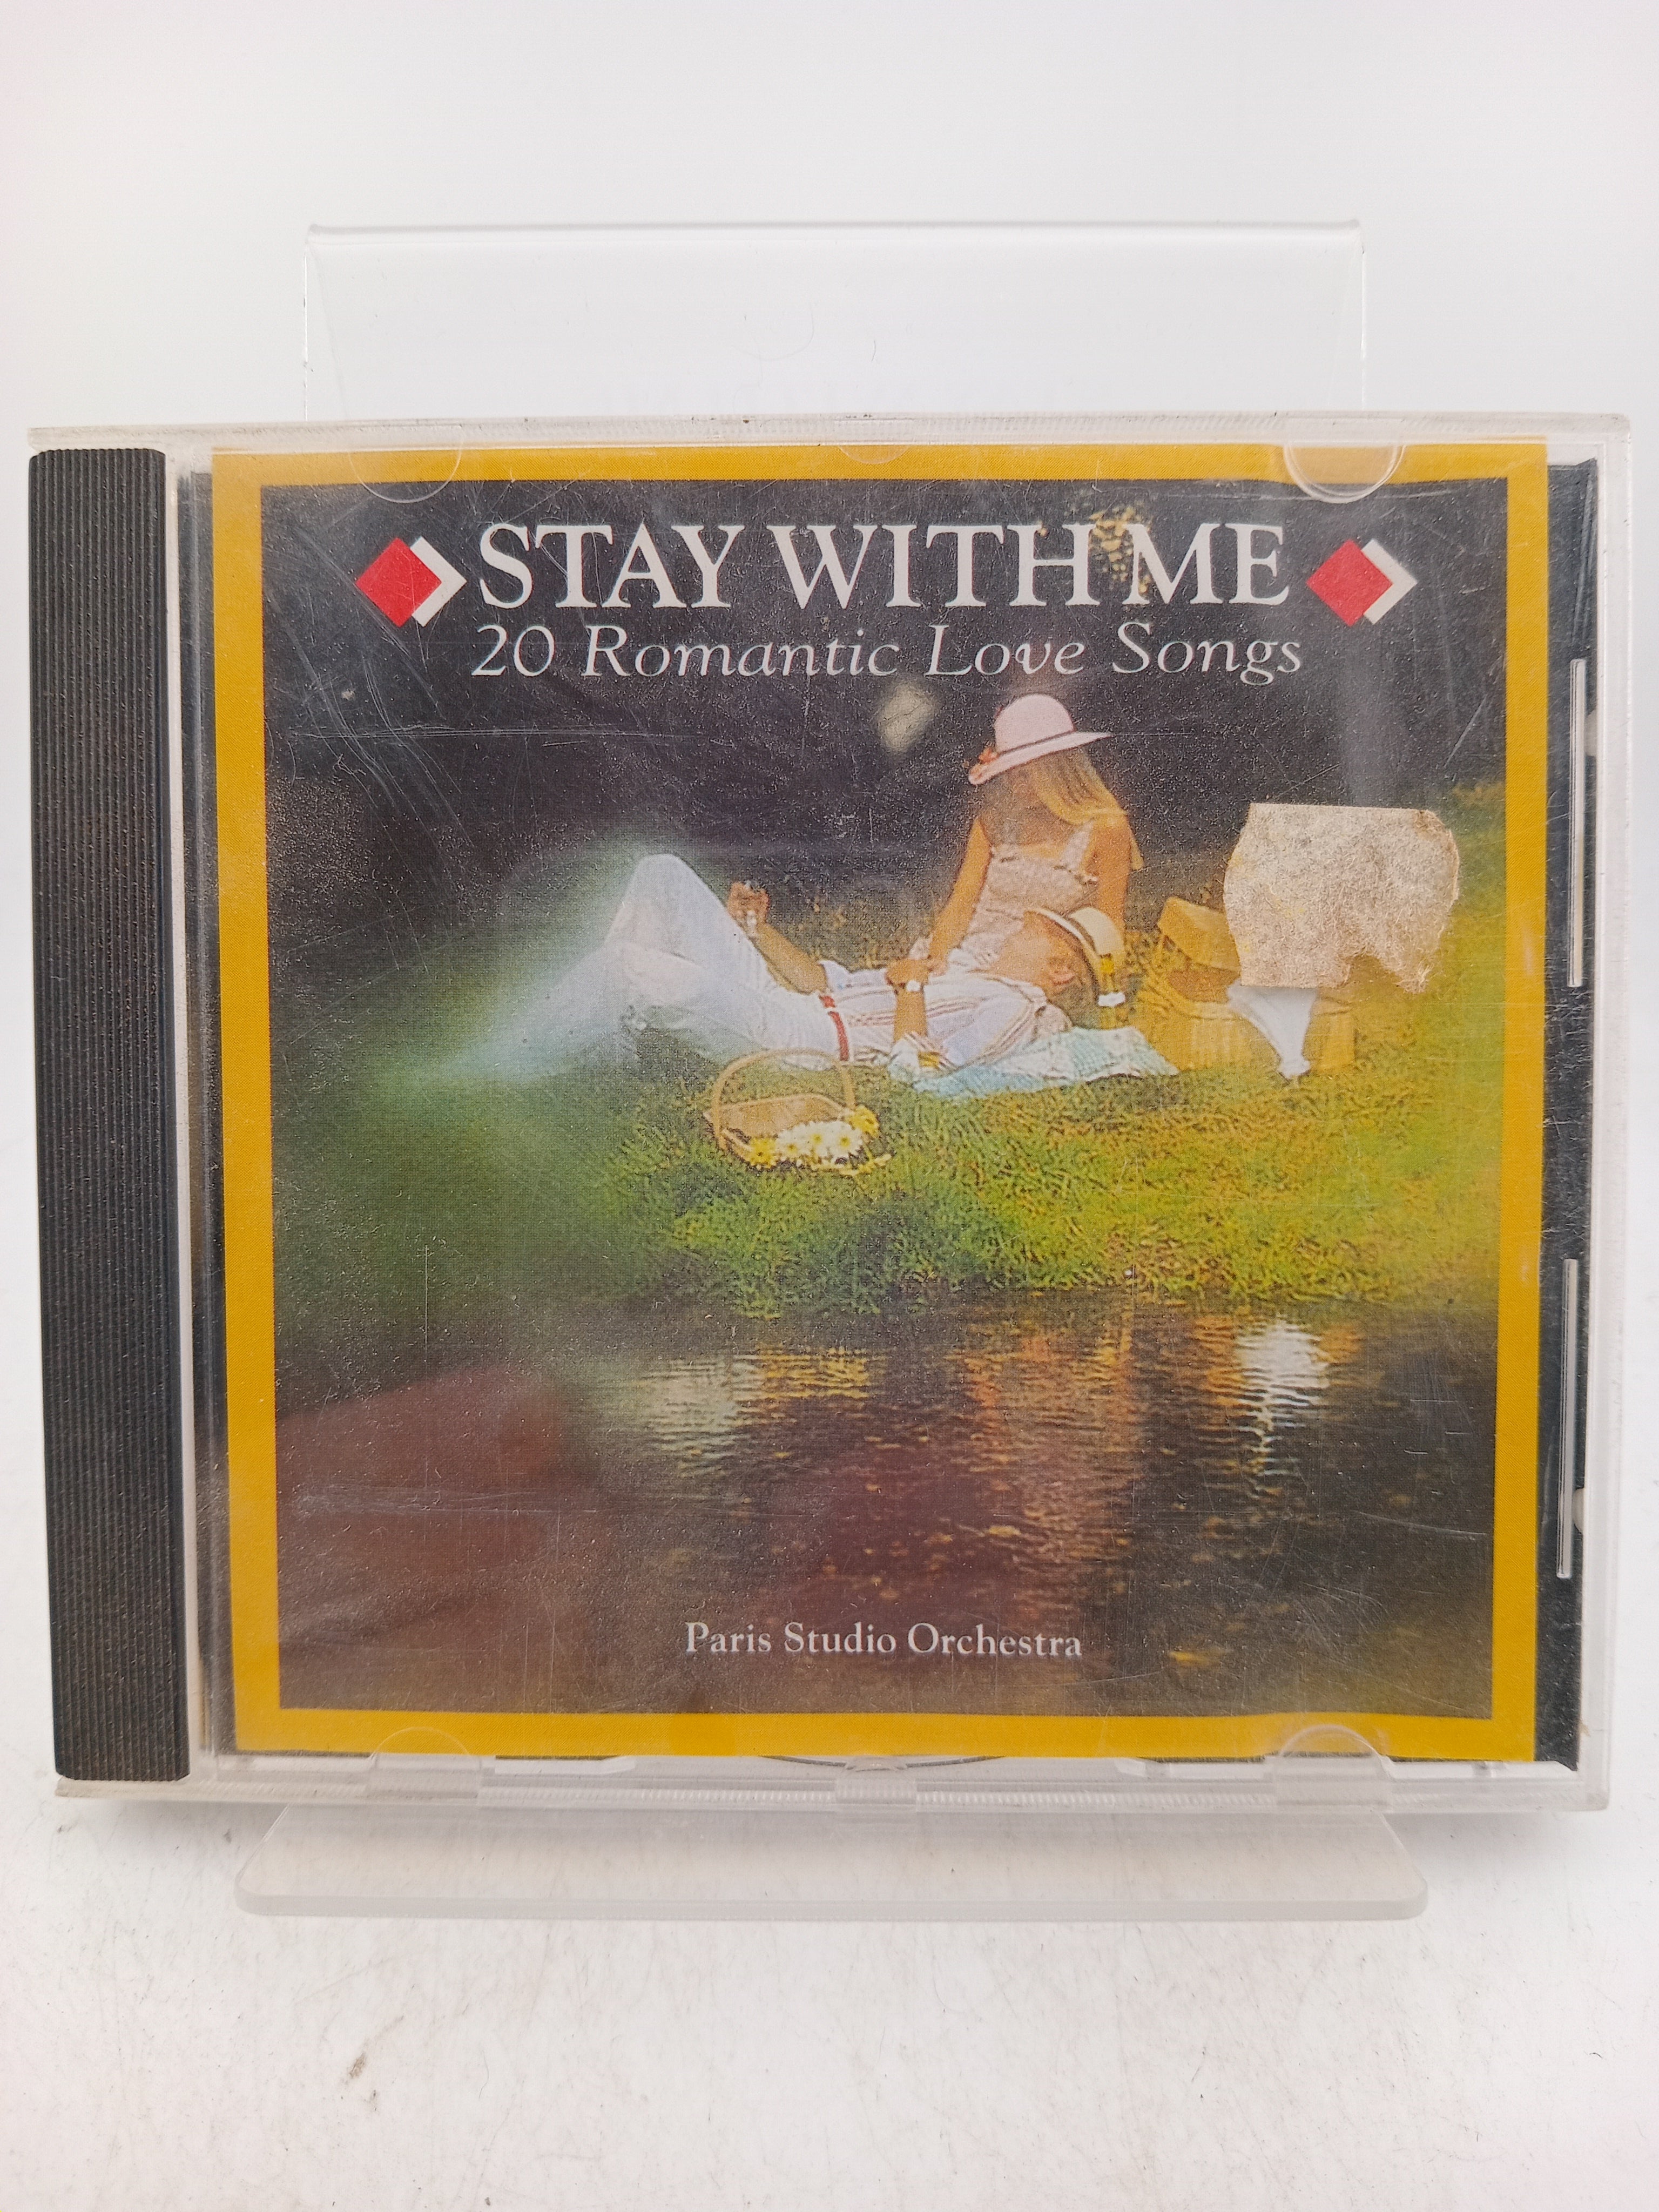 STAY WITH ME
20 Romantic Love Songs
Paris Studio Orchestra